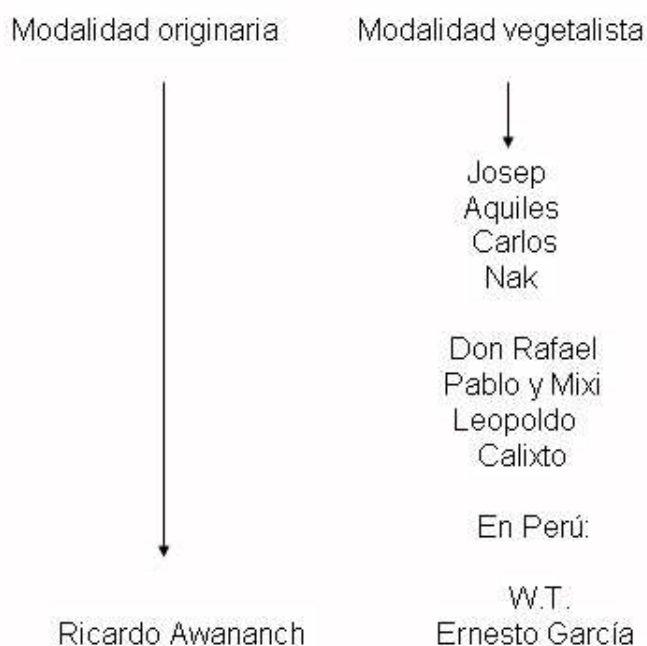 Modalidad originaria Modalidad vegetalista
Josep
Aquiles
Carlos
Nak
Don Rafael
Pablo y Mixi
Leopoldo
Calixto
En Perú:
W.T.
Ricardo Awananch Ernesto García